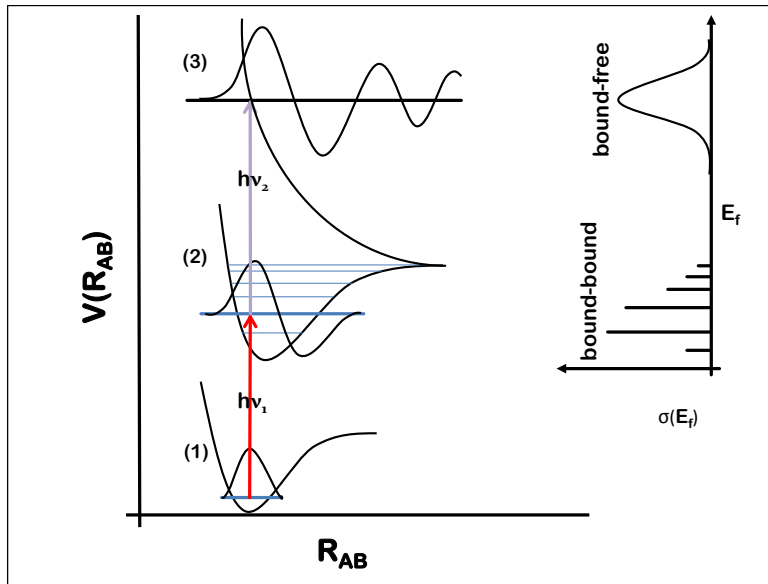 (3)
hν₂
(2)
V(R_AB)
hν₁
(1)
R_AB
bound-free
E_f
bound-bound
σ(E_f)